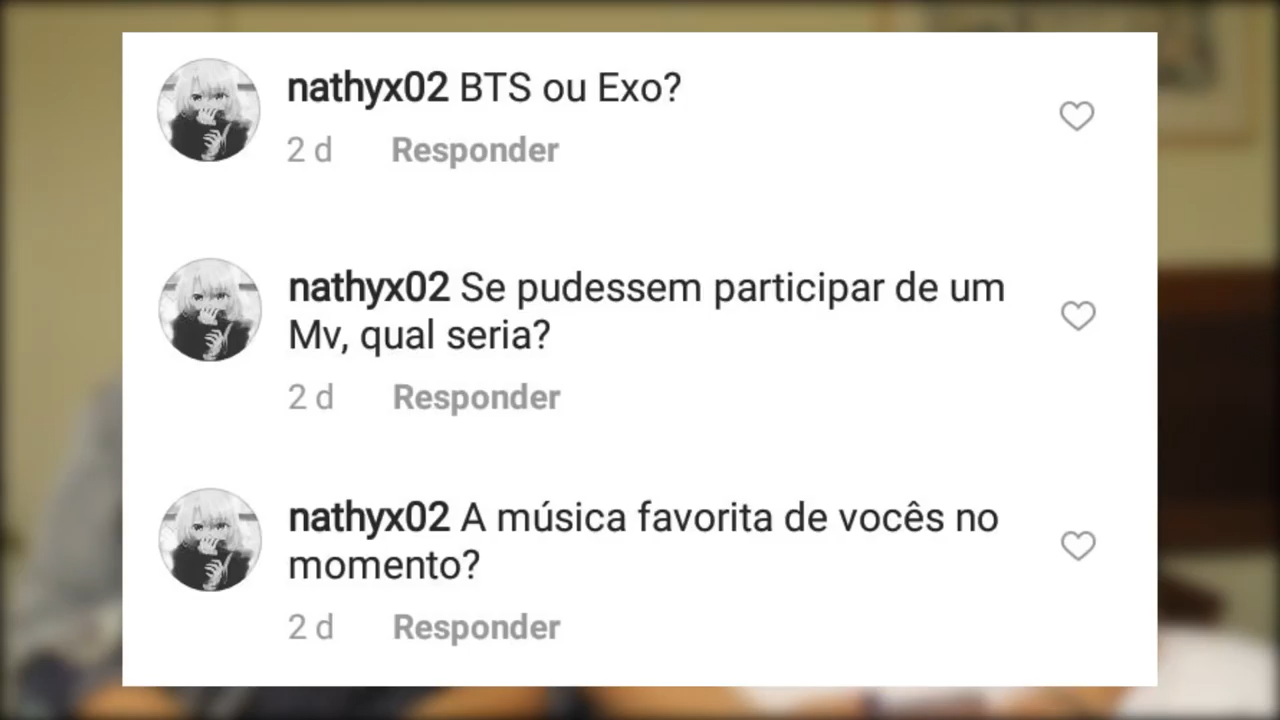 nathyx02 BTS ou Exo?
2 d Responder
nathyx02 Se pudessem participar de um
Mv, qual seria?
2 d Responder
nathyx02 A música favorita de vocês no
momento?
2 d Responder